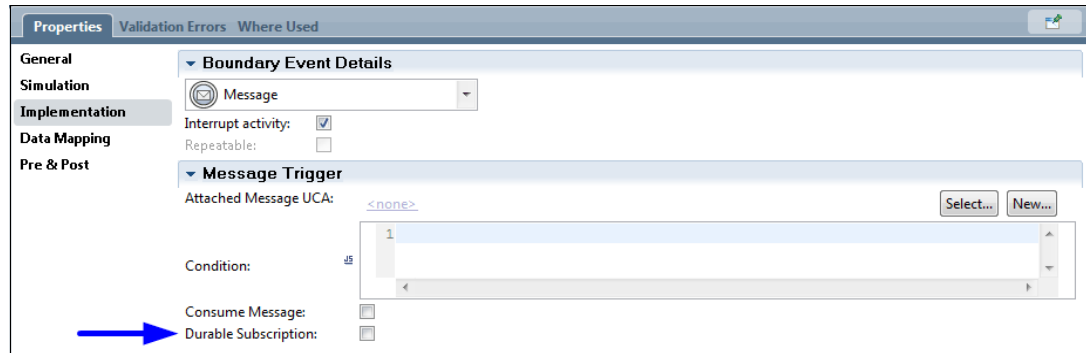 Properties Validation Errors Where Used
General
Simulation
Implementation
Data Mapping
Pre & Post
Boundary Event Details
Message
Interrupt activity:
Repeatable:
Message Trigger
Attached Message UCA: <none> Select... New...
1
Condition: JS
Consume Message:
Durable Subscription: